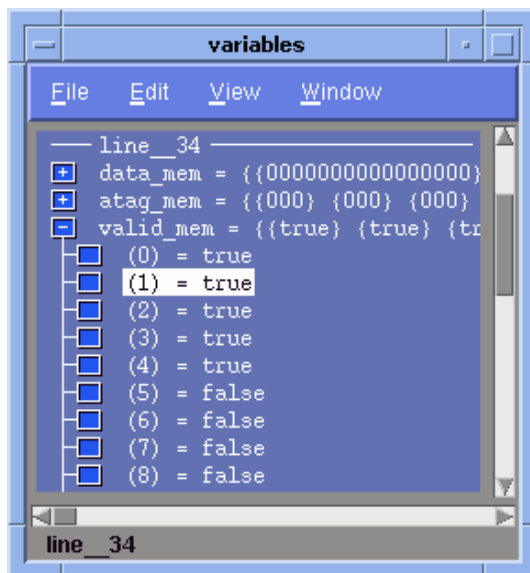 variables
File Edit View Window
line__34
data_mem = {{0000000000000000}
atag_mem = {{000} {000} {000}
valid_mem = {{true} {true} {tr
(0) = true
(1) = true
(2) = true
(3) = true
(4) = true
(5) = false
(6) = false
(7) = false
(8) = false
line__34